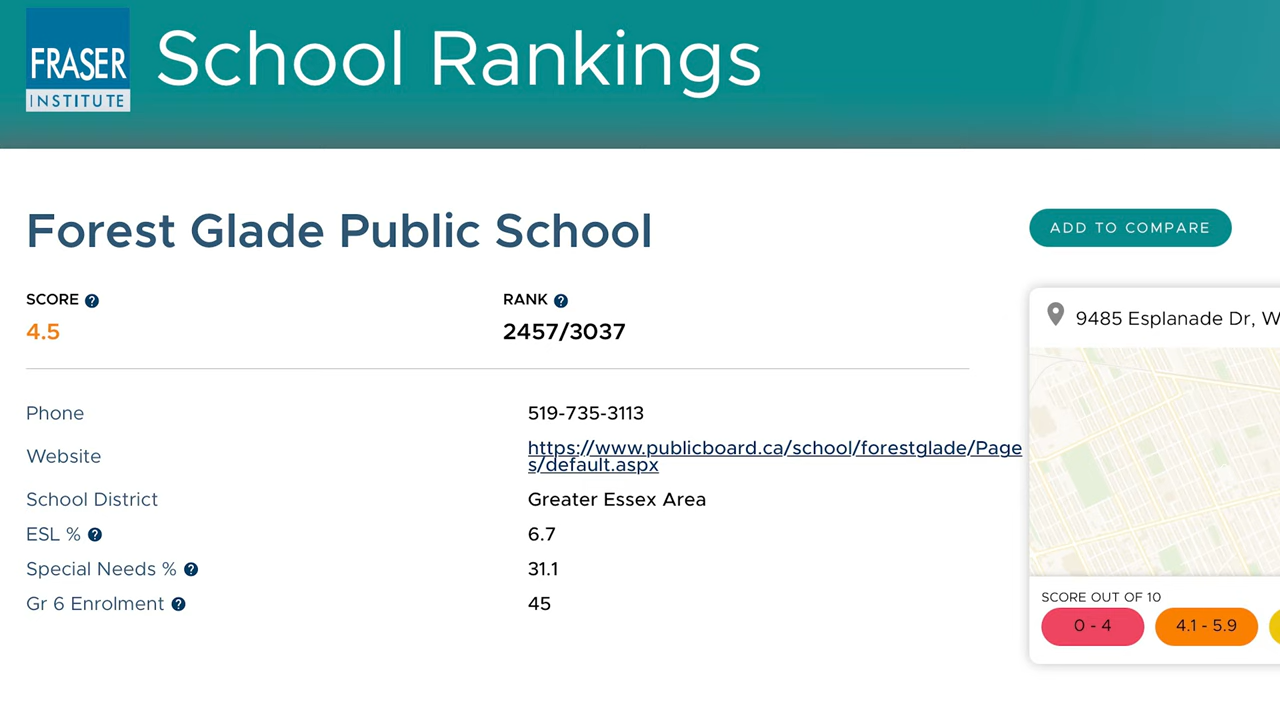 FRASER
INSTITUTE
School Rankings
Forest Glade Public School
ADD TO COMPARE
SCORE ?
RANK ?
4.5
2457/3037
9485 Esplanade Dr, W
Phone
519-735-3113
Website
https://www.publicboard.ca/school/forestglade/Page
s/default.aspx
School District
Greater Essex Area
ESL % ?
6.7
Special Needs % ?
31.1
Gr 6 Enrolment ?
45
SCORE OUT OF 10
0 - 4
4.1 - 5.9